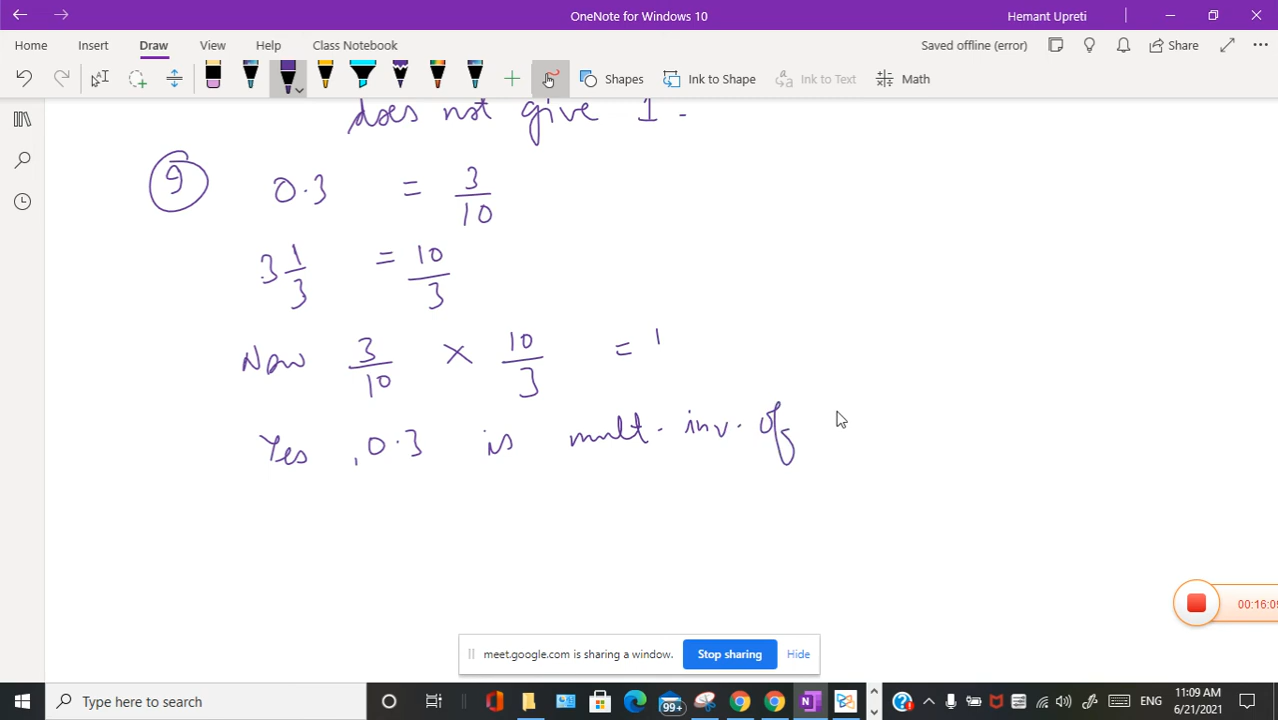 OneNote for Windows 10
Hemant Upreti
Home Insert Draw View Help Class Notebook
Saved offline (error)
Share
Shapes
Ink to Shape
Ink to Text
Math
does not give 1.
9 0.3 = 3/10
3 1/3 = 10/3
Now 3/10 × 10/3 = 1
Yes, 0.3 is mult. inv. of
00:16:09
meet.google.com is sharing a window. Stop sharing Hide
Type here to search
99+
ENG
11:09 AM
6/21/2021